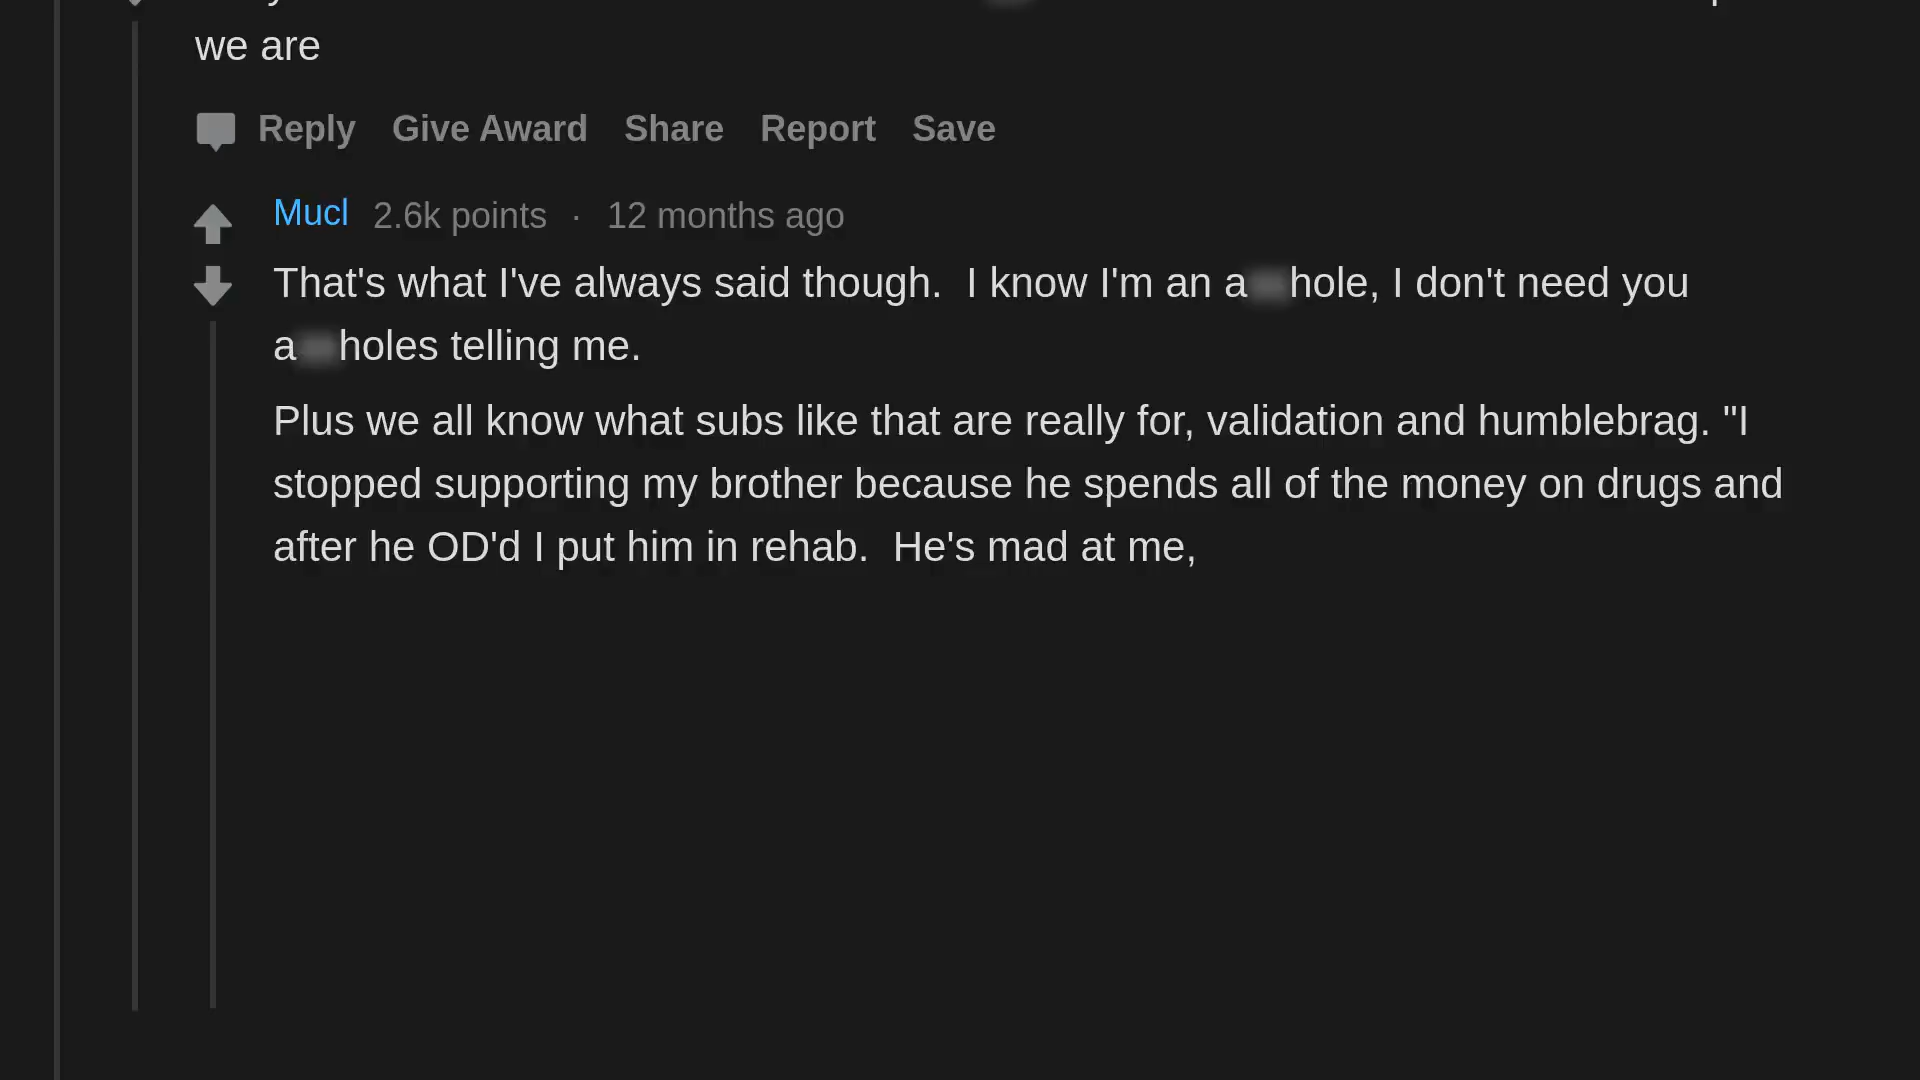 we are
Reply Give Award Share Report Save
Mucl 2.6k points · 12 months ago
That's what I've always said though.  I know I'm an a hole, I don't need you
a holes telling me.
Plus we all know what subs like that are really for, validation and humblebrag. "I
stopped supporting my brother because he spends all of the money on drugs and
after he OD'd I put him in rehab.  He's mad at me,